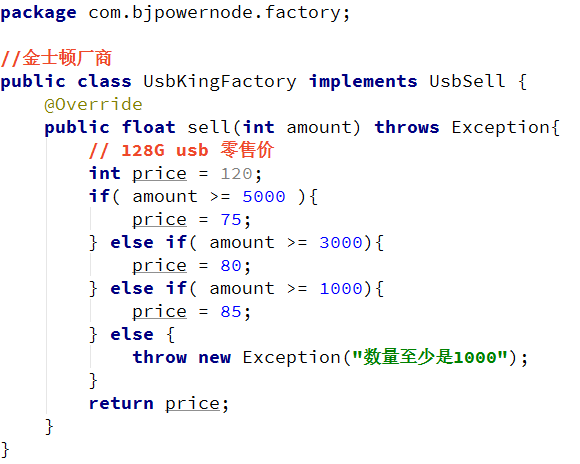 package com.bjpowernode.factory;
//金士顿厂商
public class UsbKingFactory implements UsbSell {
@Override
public float sell(int amount) throws Exception{
// 128G usb 零售价
int price = 120;
if( amount >= 5000 ){
price = 75;
} else if( amount >= 3000){
price = 80;
} else if( amount >= 1000){
price = 85;
} else {
throw new Exception("数量至少是1000");
}
return price;
}
}